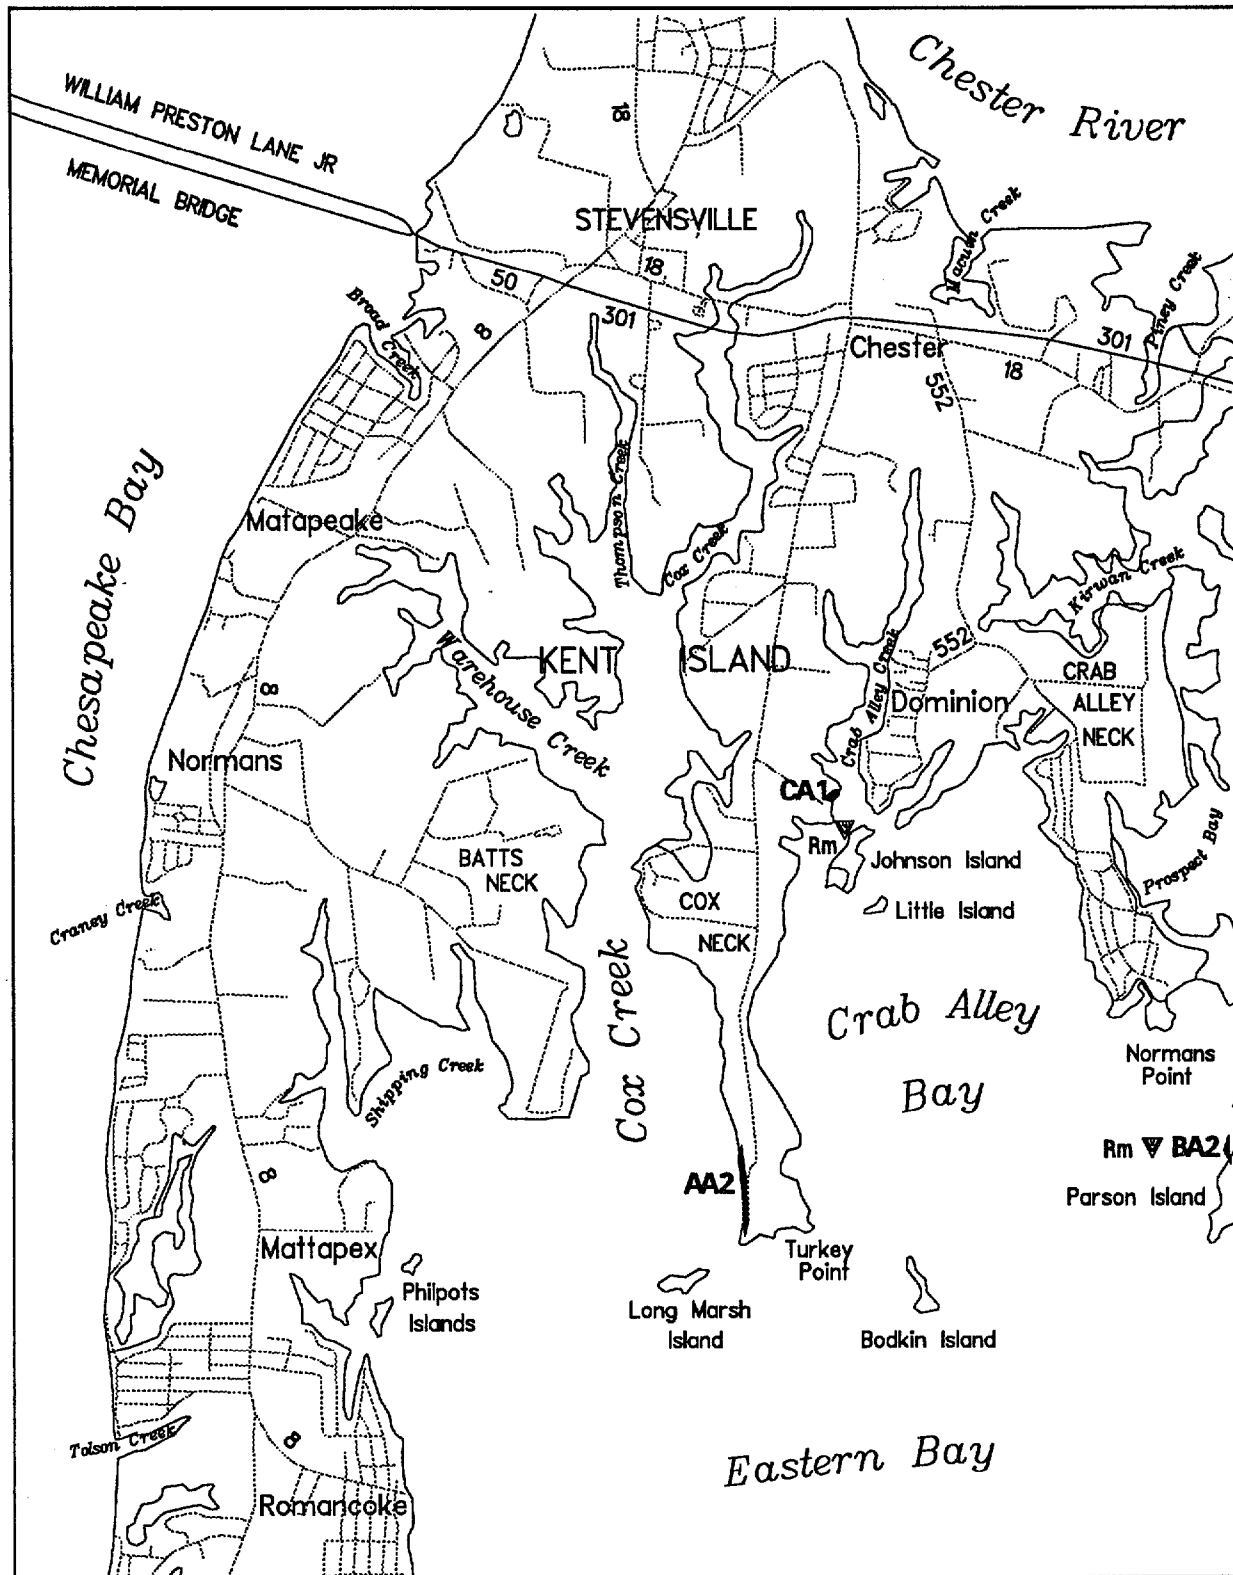 Chester River
WILLIAM PRESTON LANE JR
MEMORIAL BRIDGE
18
STEVENSVILLE
Macum Creek
18
50
301
Piney Creek
Broad Creek
8
Chester
301
18
552
Chesapeake Bay
Thompson Creek
Matapeake
Cox Creek
Kirwan Creek
Warehouse Creek
KENT ISLAND
552
CRAB
ALLEY
NECK
Crab Alley Creek
8
Dominion
Normans
CA1
Rm
Johnson Island
Prospect Bay
BATTS
NECK
COX
NECK
Little Island
Craney Creek
Cox Creek
Crab Alley
Bay
Normans
Point
Shipping Creek
Rm
BA2
8
AA2
Parson Island
Mattapex
Turkey
Point
Philpots
Islands
Long Marsh
Island
Bodkin Island
Tolson Creek
8
Eastern Bay
Romancoke